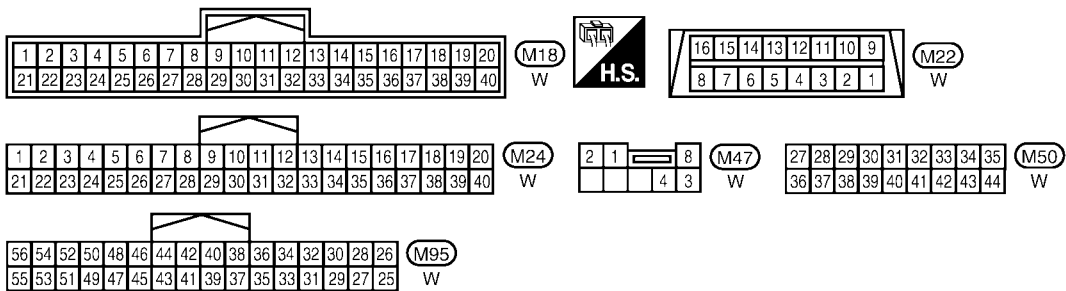 1 2 3 4 5 6 7 8 9 10 11 12 13 14 15 16 17 18 19 20 M18
21 22 23 24 25 26 27 28 29 30 31 32 33 34 35 36 37 38 39 40 W
H.S.
16 15 14 13 12 11 10 9 M22
8 7 6 5 4 3 2 1 W
1 2 3 4 5 6 7 8 9 10 11 12 13 14 15 16 17 18 19 20 M24
21 22 23 24 25 26 27 28 29 30 31 32 33 34 35 36 37 38 39 40 W
2 1 8 M47
4 3 W
27 28 29 30 31 32 33 34 35 M50
36 37 38 39 40 41 42 43 44 W
56 54 52 50 48 46 44 42 40 38 36 34 32 30 28 26 M95
55 53 51 49 47 45 43 41 39 37 35 33 31 29 27 25 W